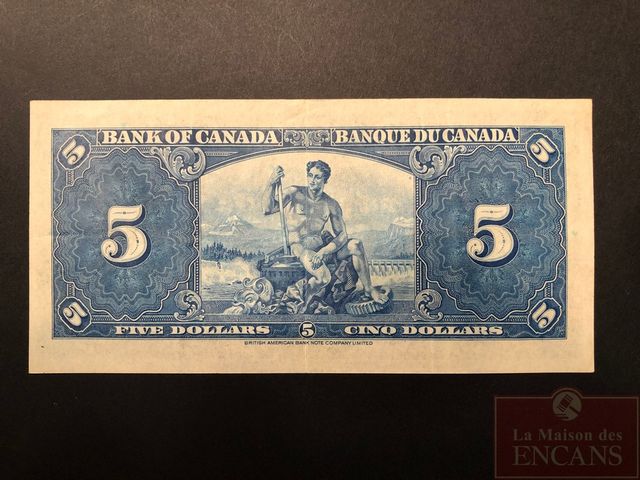 BANK OF CANADA BANQUE DU CANADA
5 5
5 5
5 5
FIVE DOLLARS 5 CINQ DOLLARS
BRITISH AMERICAN BANK NOTE COMPANY LIMITED
La Maison des
ENCANS